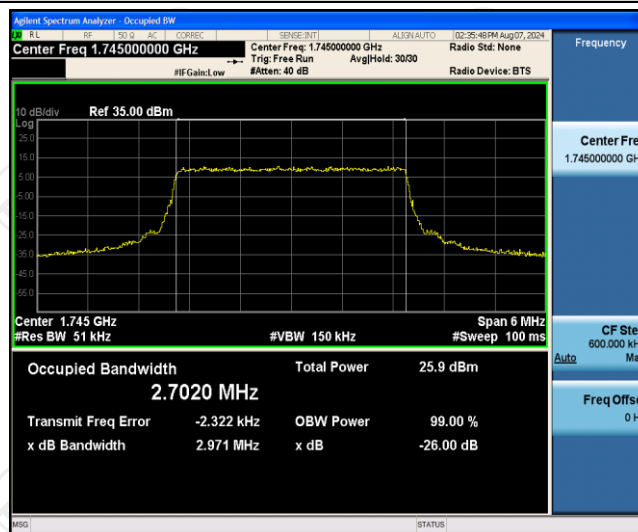 Agilent Spectrum Analyzer - Occupied BW
RL RF 50 Ω AC CORREC SENSE:INT ALIGN AUTO 02:35:48 PM Aug 07, 2024
Center Freq 1.745000000 GHz
Center Freq: 1.745000000 GHz
Radio Std: None
Trig: Free Run Avg|Hold: 30/30
#IFGain:Low #Atten: 40 dB Radio Device: BTS
Frequency
10 dB/div Ref 35.00 dBm
Log
25.0
15.0
5.00
-5.00
-15.0
-25.0
-35.0
-45.0
-55.0
Center Fre
1.745000000 GH
Center 1.745 GHz Span 6 MHz
#Res BW 51 kHz #VBW 150 kHz #Sweep 100 ms
CF Ste
600.000 kH
Auto Ma
Freq Offse
0 H
Occupied Bandwidth Total Power 25.9 dBm
2.7020 MHz
Transmit Freq Error -2.322 kHz OBW Power 99.00 %
x dB Bandwidth 2.971 MHz x dB -26.00 dB
MSG STATUS